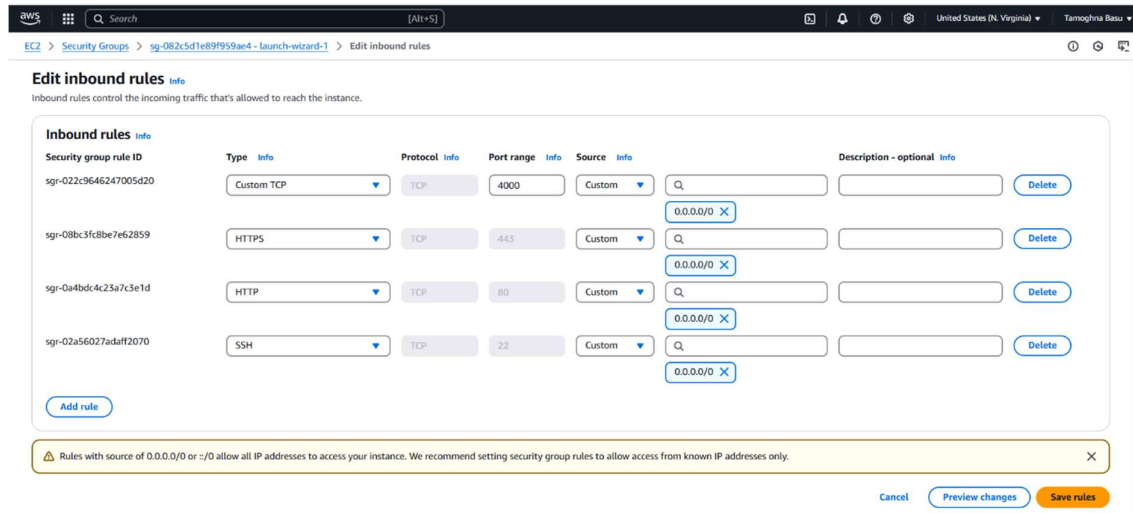 aws Search [Alt+S] United States (N. Virginia) Tamoghna Basu
EC2 > Security Groups > sg-082c5d1e89f959ae4 - launch-wizard-1 > Edit inbound rules
Edit inbound rules Info
Inbound rules control the incoming traffic that's allowed to reach the instance.
Inbound rules Info
Security group rule ID Type Info Protocol Info Port range Info Source Info Description - optional Info
sgr-022c9646247005d20 Custom TCP TCP 4000 Custom Delete
0.0.0.0/0
sgr-08bc3fc8be7e62859 HTTPS TCP 443 Custom Delete
0.0.0.0/0
sgr-0a4bdc4c23a7c3e1d HTTP TCP 80 Custom Delete
0.0.0.0/0
sgr-02a56027adaff2070 SSH TCP 22 Custom Delete
0.0.0.0/0
Add rule
Rules with source of 0.0.0.0/0 or ::/0 allow all IP addresses to access your instance. We recommend setting security group rules to allow access from known IP addresses only.
Cancel Preview changes Save rules